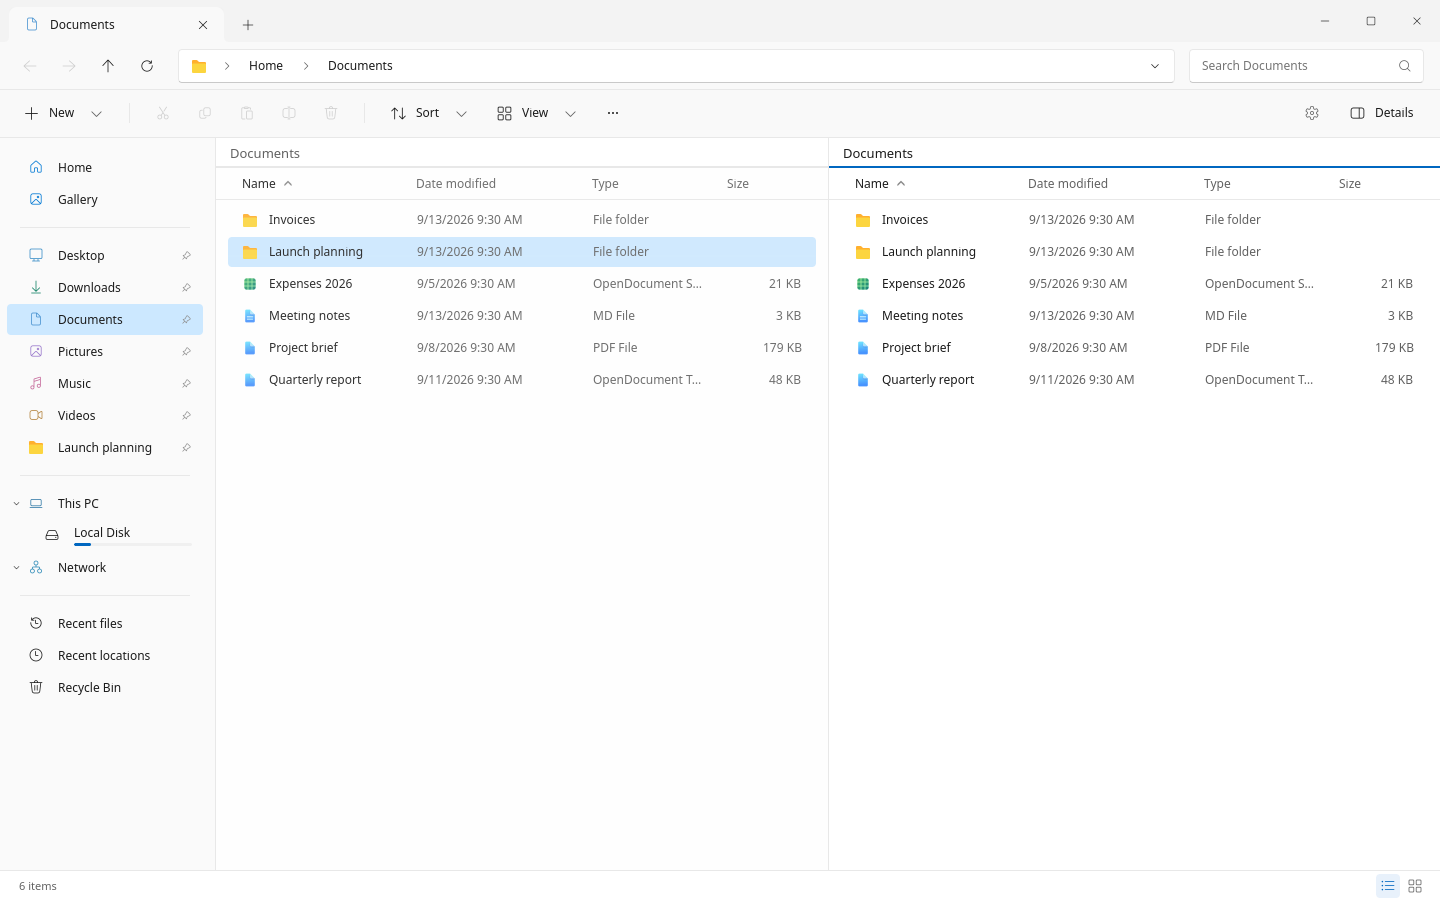 Documents
Home
Documents
Search Documents
New
Sort
View
Details
Home
Gallery
Desktop
Downloads
Documents
Pictures
Music
Videos
Launch planning
This PC
Local Disk
Network
Recent files
Recent locations
Recycle Bin
Documents
Name Date modified Type Size
Invoices 9/13/2026 9:30 AM File folder
Launch planning 9/13/2026 9:30 AM File folder
Expenses 2026 9/5/2026 9:30 AM OpenDocument S... 21 KB
Meeting notes 9/13/2026 9:30 AM MD File 3 KB
Project brief 9/8/2026 9:30 AM PDF File 179 KB
Quarterly report 9/11/2026 9:30 AM OpenDocument T... 48 KB
Documents
Name Date modified Type Size
Invoices 9/13/2026 9:30 AM File folder
Launch planning 9/13/2026 9:30 AM File folder
Expenses 2026 9/5/2026 9:30 AM OpenDocument S... 21 KB
Meeting notes 9/13/2026 9:30 AM MD File 3 KB
Project brief 9/8/2026 9:30 AM PDF File 179 KB
Quarterly report 9/11/2026 9:30 AM OpenDocument T... 48 KB
6 items